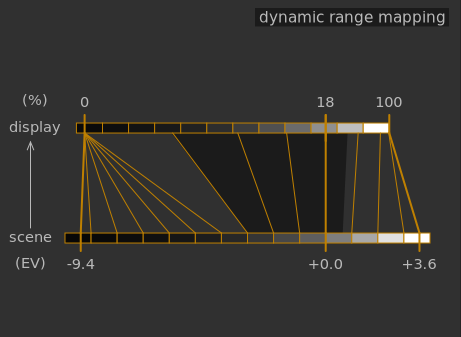 dynamic range mapping
(%) 0 18 100
display
scene
(EV) -9.4 +0.0 +3.6